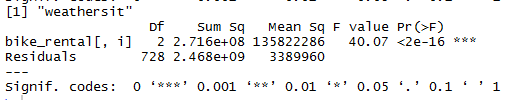 [1] "weathersit"
Df Sum Sq Mean Sq F value Pr(>F)
bike_rental[, i] 2 2.716e+08 135822286 40.07 <2e-16 ***
Residuals 728 2.468e+09 3389960
---
Signif. codes: 0 ‘***’ 0.001 ‘**’ 0.01 ‘*’ 0.05 ‘.’ 0.1 ‘ ’ 1